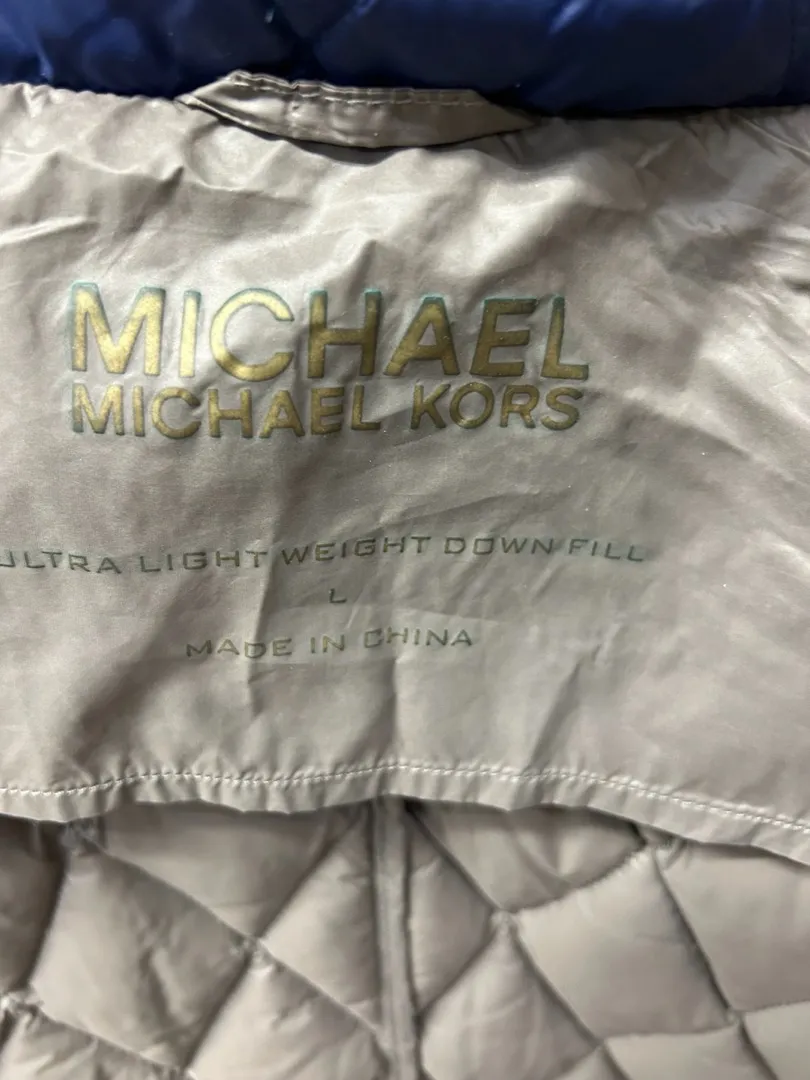 MICHAEL
MICHAEL KORS
ULTRA LIGHT WEIGHT DOWN FILL
L
MADE IN CHINA